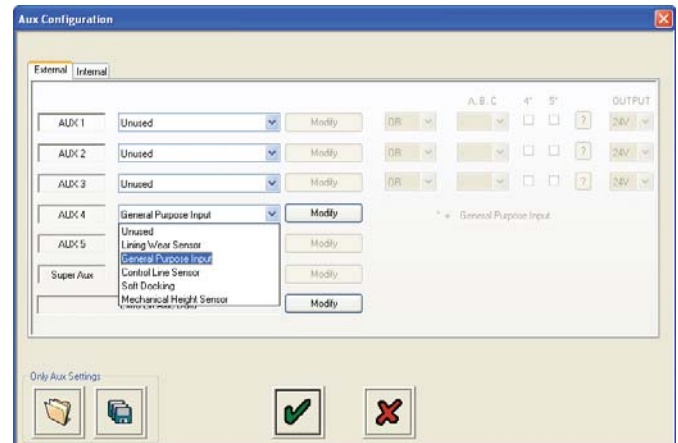 Aux Configuration
External Internal
A, B, C 4* 5* OUTPUT
AUX 1 Unused Modify OR ? 24V
AUX 2 Unused Modify OR ? 24V
AUX 3 Unused Modify OR ? 24V
AUX 4 General Purpose Input Modify * = General Purpose Input
Unused
AUX 5 Lining Wear Sensor Modify
General Purpose Input
Super Aux Control Line Sensor Modify
Soft Docking
Mechanical Height Sensor
Modify
Only Aux Settings